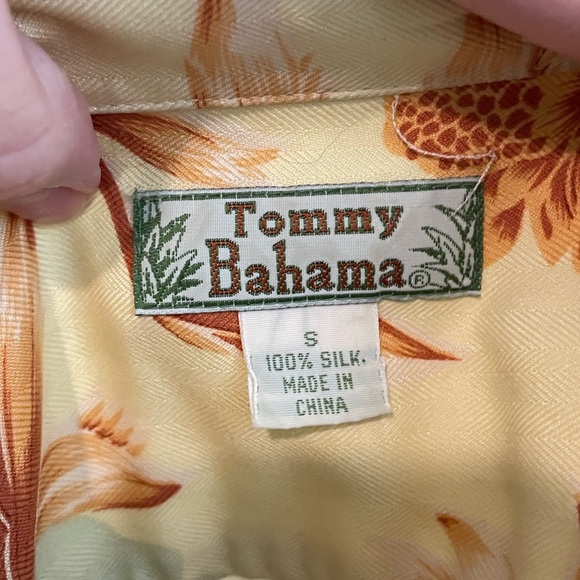 Tommy
Bahama®
S
100% SILK.
MADE IN
CHINA